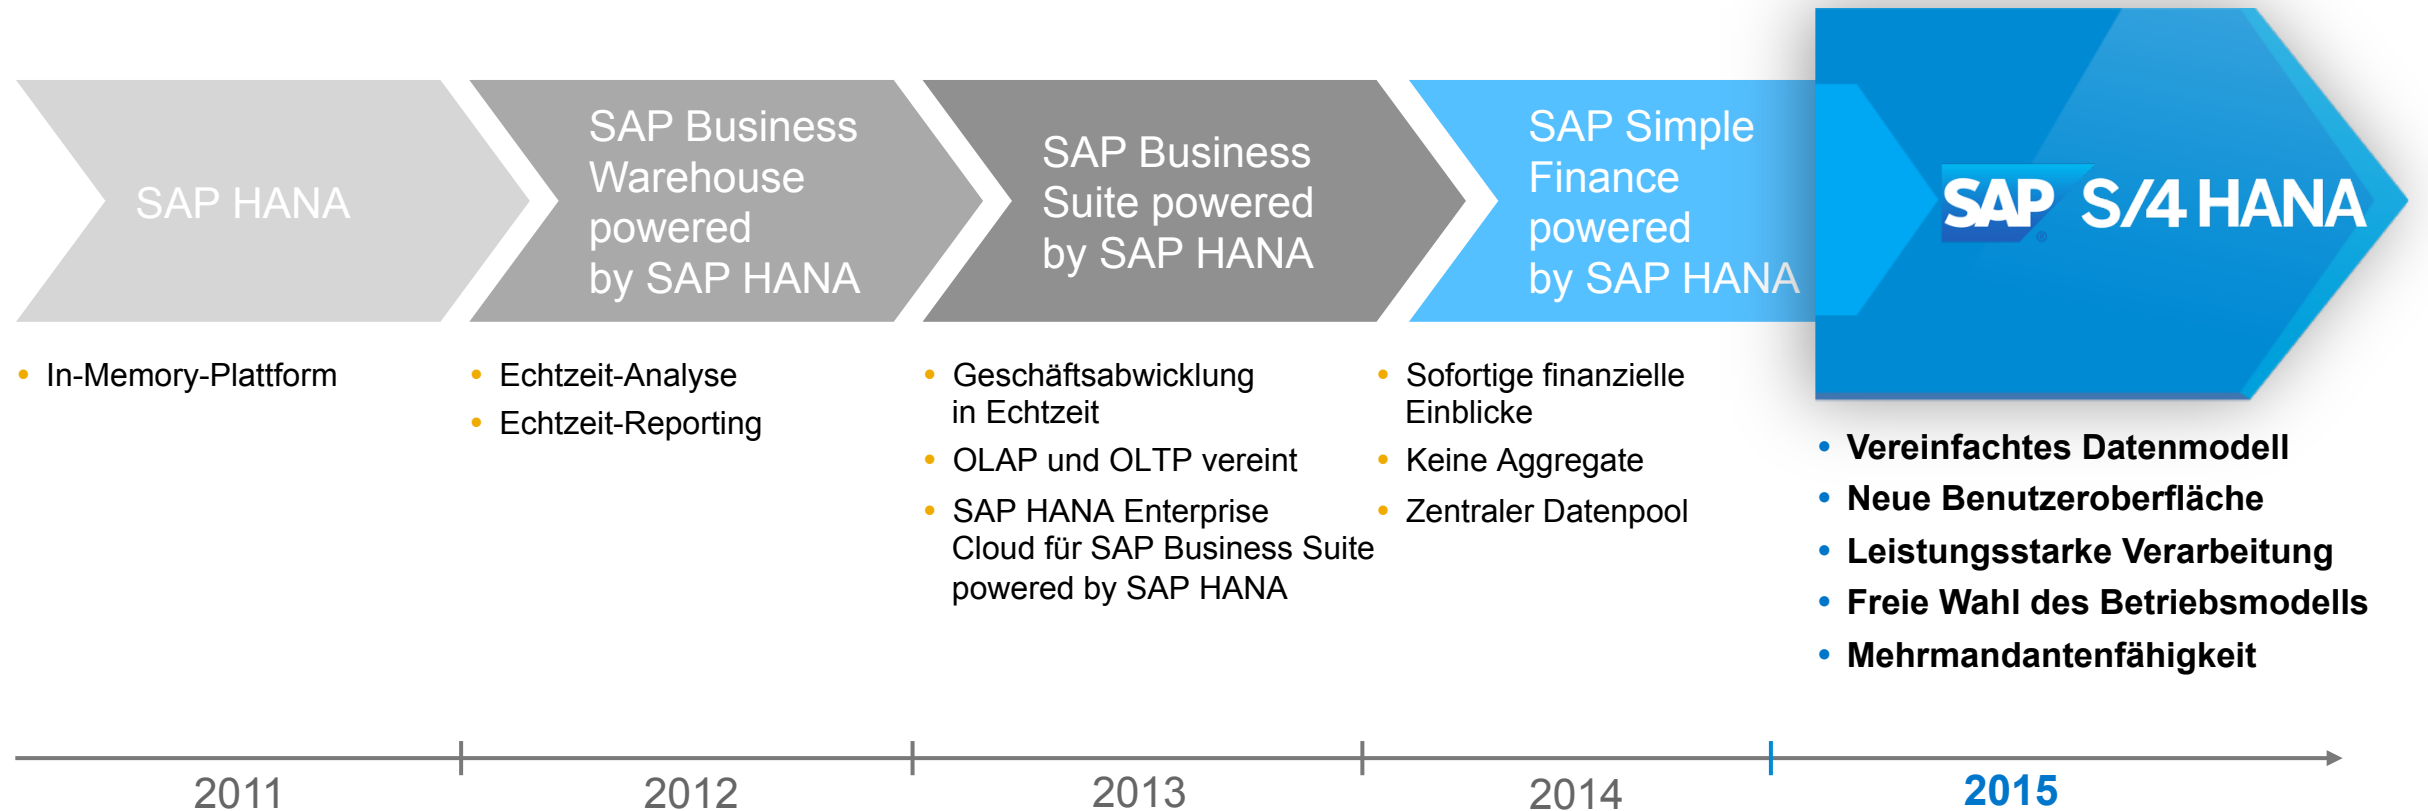 SAP HANA
SAP Business
Warehouse
powered
by SAP HANA
SAP Business
Suite powered
by SAP HANA
SAP Simple
Finance
powered
by SAP HANA
SAP S/4 HANA
• In-Memory-Plattform
• Echtzeit-Analyse
• Echtzeit-Reporting
• Geschäftsabwicklung
in Echtzeit
• OLAP und OLTP vereint
• SAP HANA Enterprise
Cloud für SAP Business Suite
powered by SAP HANA
• Sofortige finanzielle
Einblicke
• Keine Aggregate
• Zentraler Datenpool
• Vereinfachtes Datenmodell
• Neue Benutzeroberfläche
• Leistungsstarke Verarbeitung
• Freie Wahl des Betriebsmodells
• Mehrmandantenfähigkeit
2011
2012
2013
2014
2015